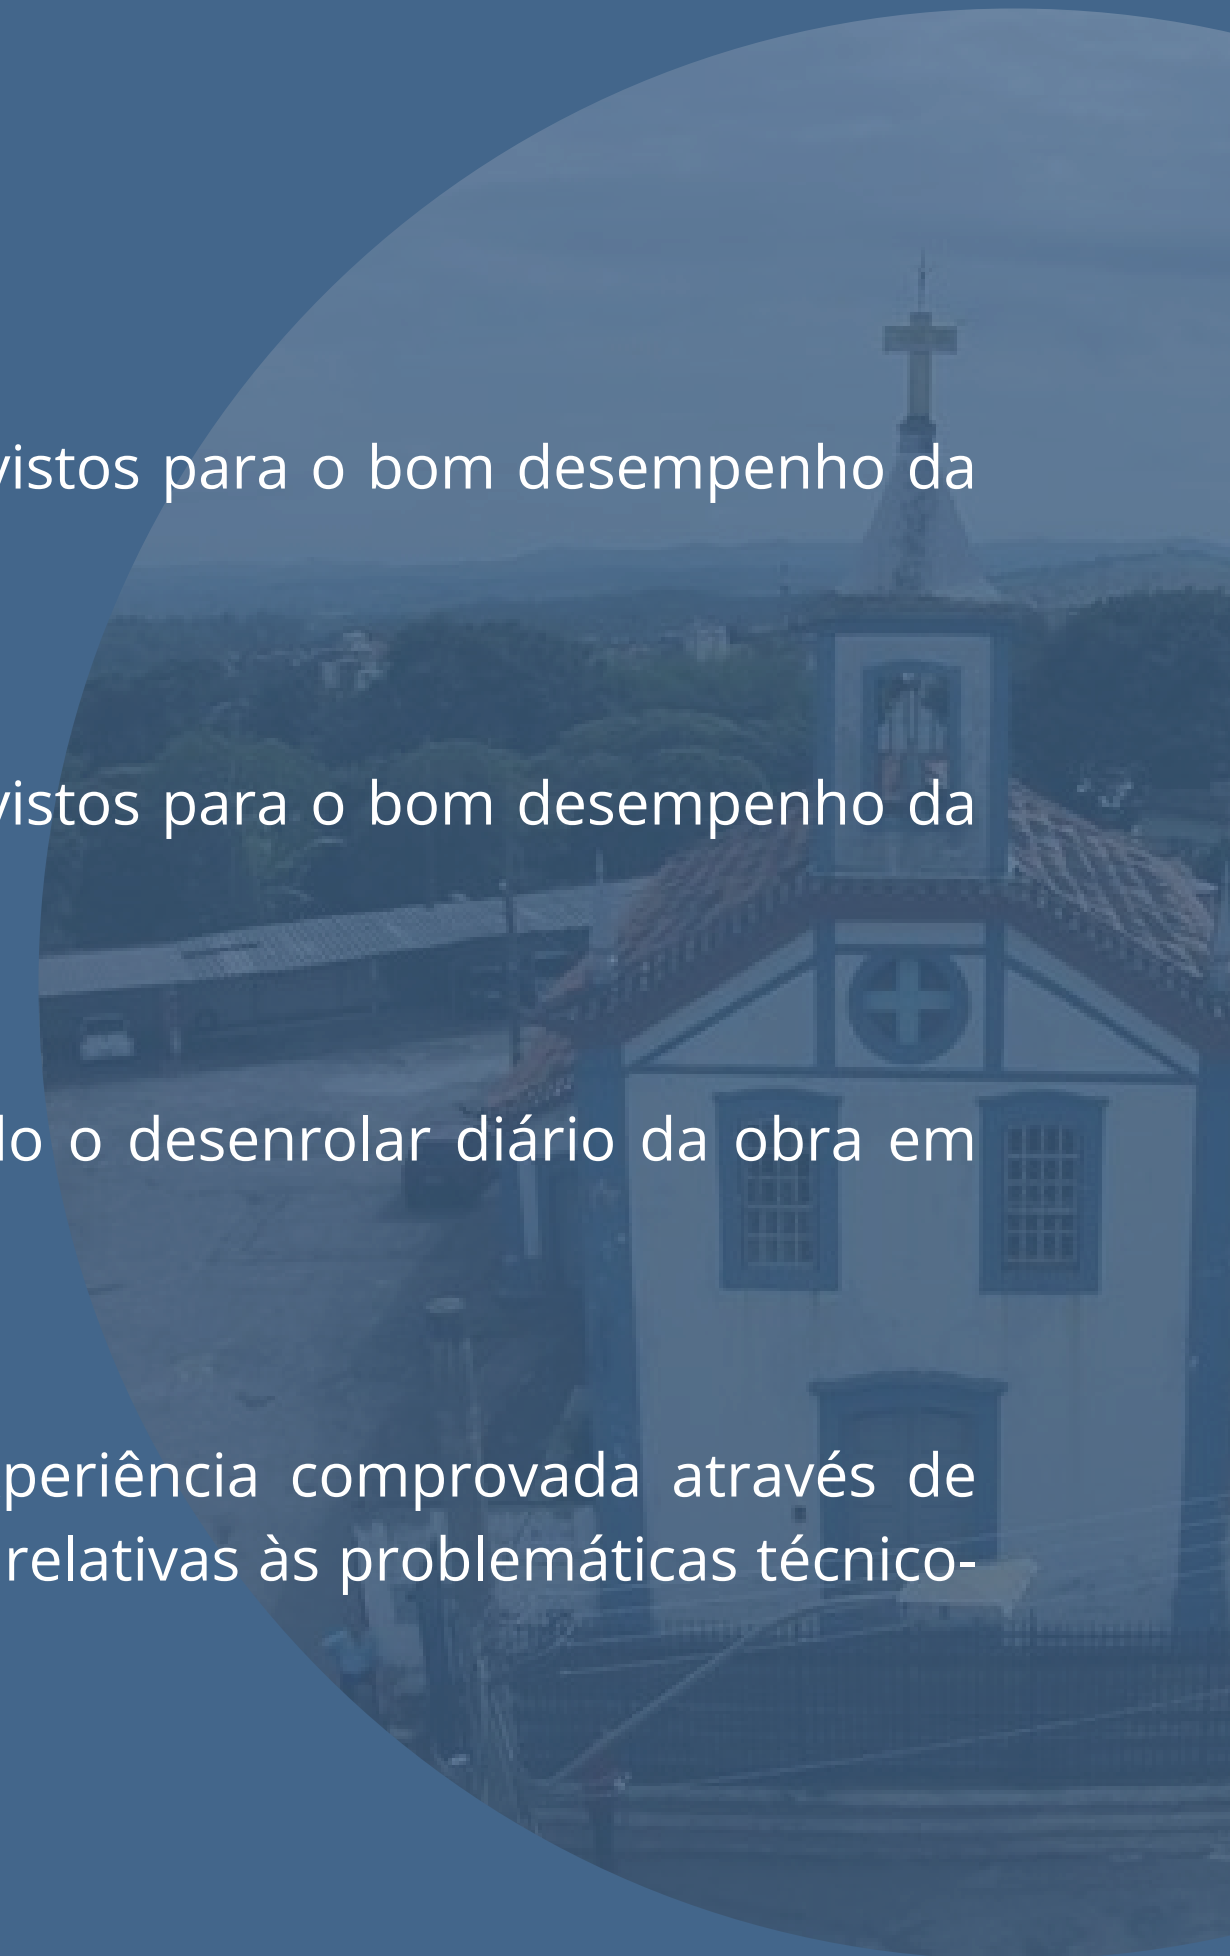 vistos para o bom desempenho da
vistos para o bom desempenho da
do o desenrolar diário da obra em
periência comprovada através de
relativas às problemáticas técnico-